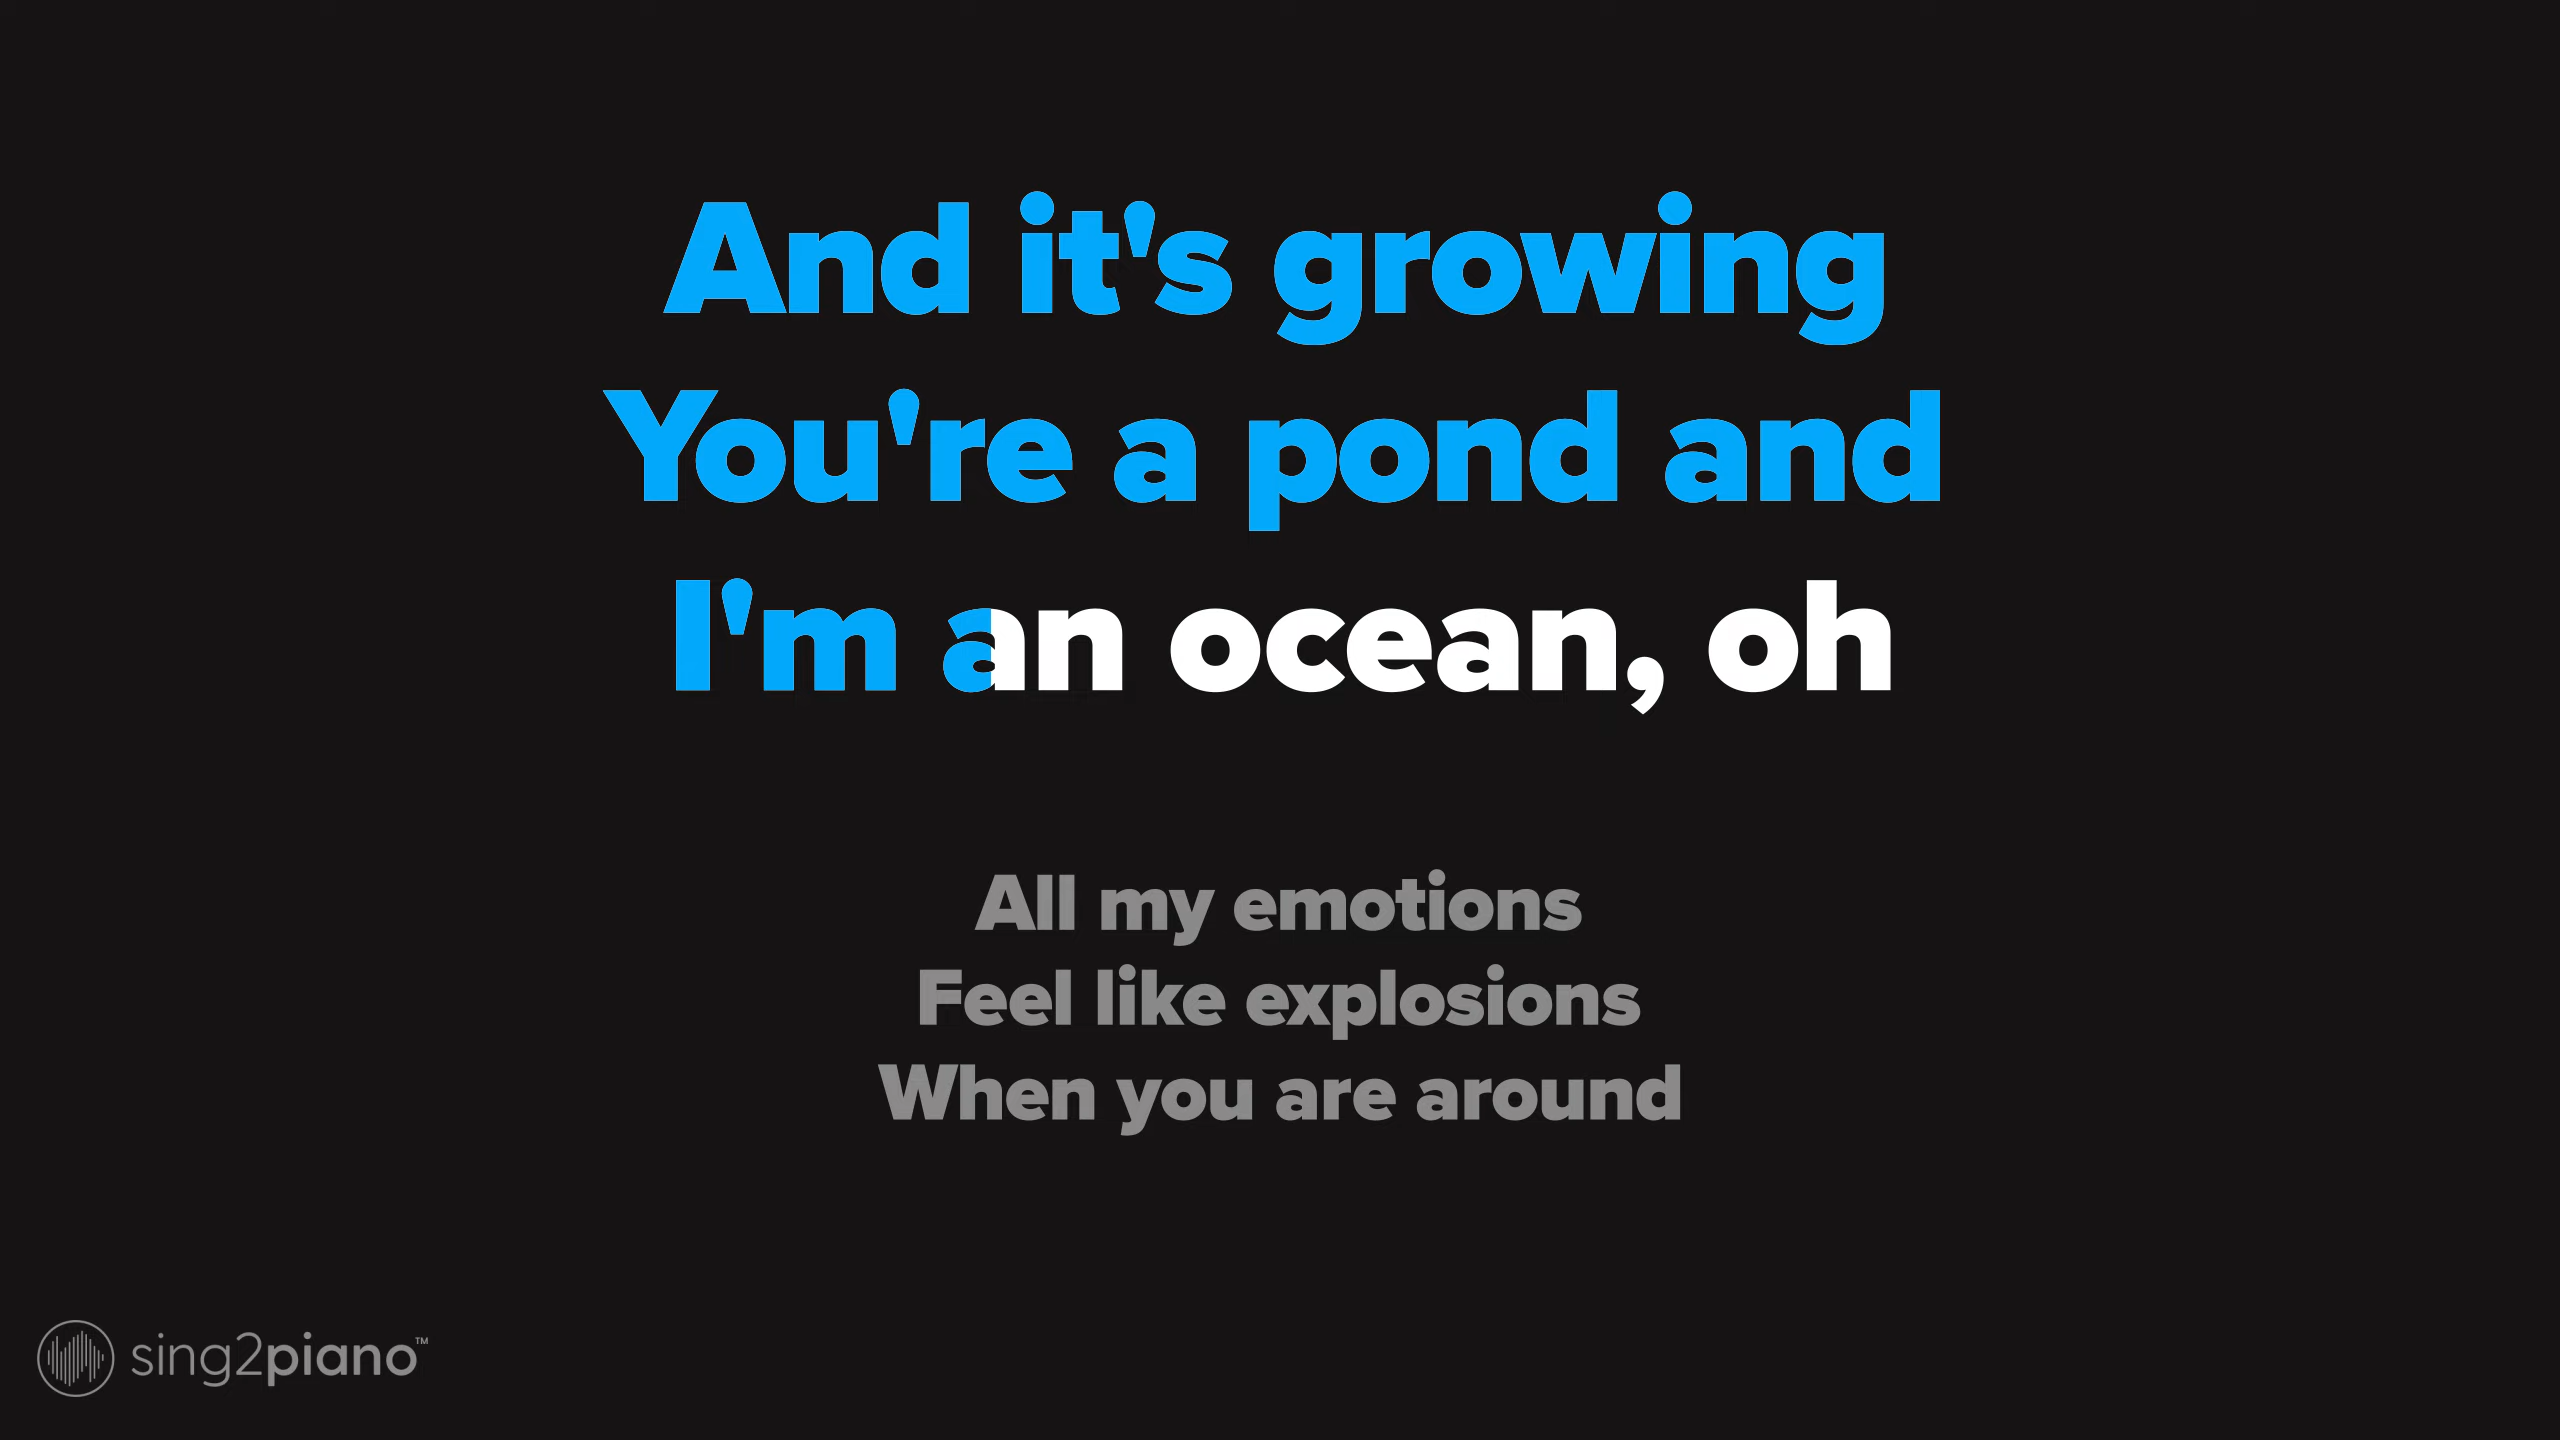 And it's growing
You're a pond and
I'm an ocean, oh
All my emotions
Feel like explosions
When you are around
sing2piano™